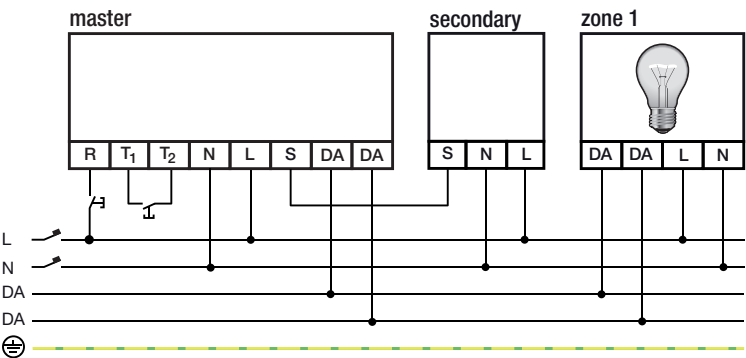 master secondary zone 1
R T1 T2 N L S DA DA S N L DA DA L N
L
N
DA
DA